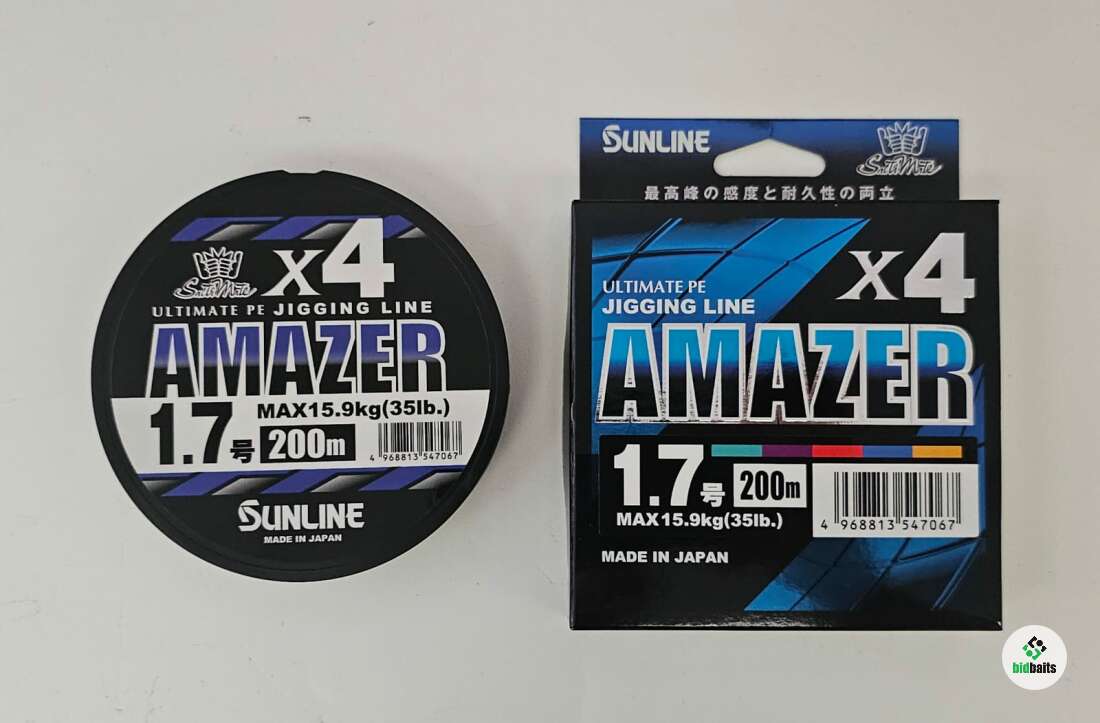 SaltiMate
X4
ULTIMATE PE JIGGING LINE
AMAZER
1.7号
MAX15.9kg(35lb.)
200m
4 968813 547067
SUNLINE
MADE IN JAPAN
SUNLINE
SaltiMate
最高峰の感度と耐久性の両立
X4
ULTIMATE PE
JIGGING LINE
AMAZER
1.7号
200m
MAX15.9kg(35lb.)
4 968813 547067
MADE IN JAPAN
bidbaits